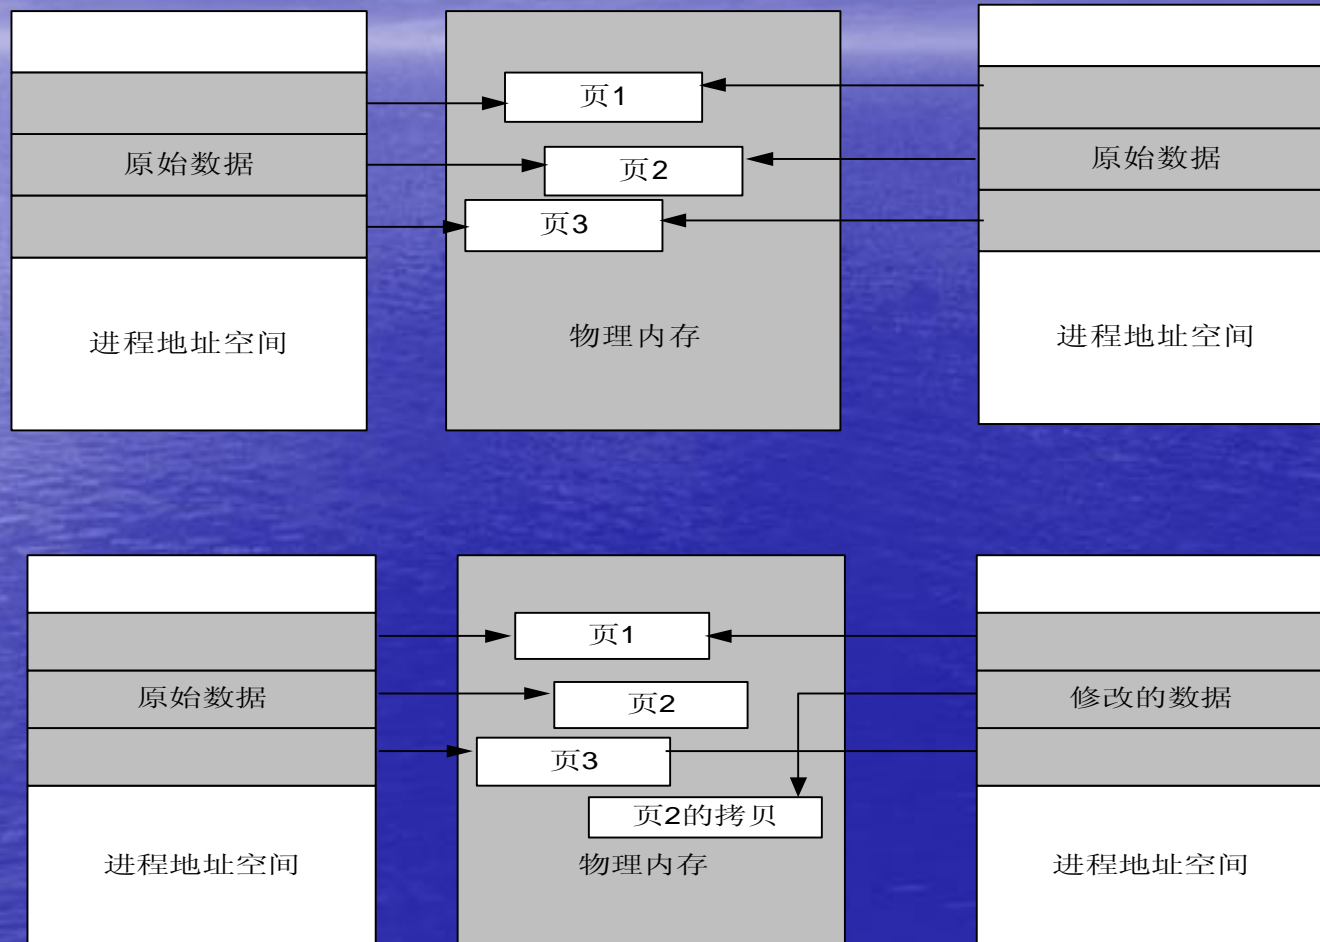 页1
原始数据
页2
原始数据
页3
进程地址空间
物理内存
进程地址空间
页1
原始数据
页2
修改的数据
页3
页2的拷贝
进程地址空间
物理内存
进程地址空间